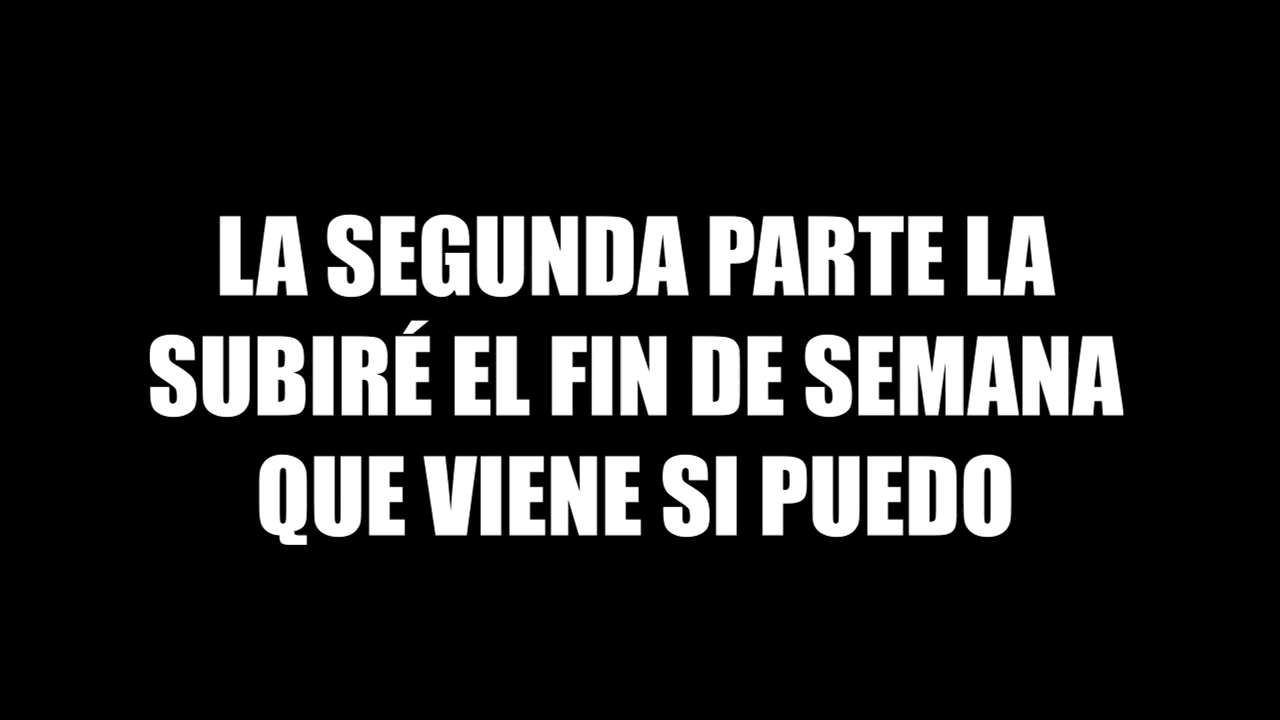 LA SEGUNDA PARTE LA
SUBIRÉ EL FIN DE SEMANA
QUE VIENE SI PUEDO